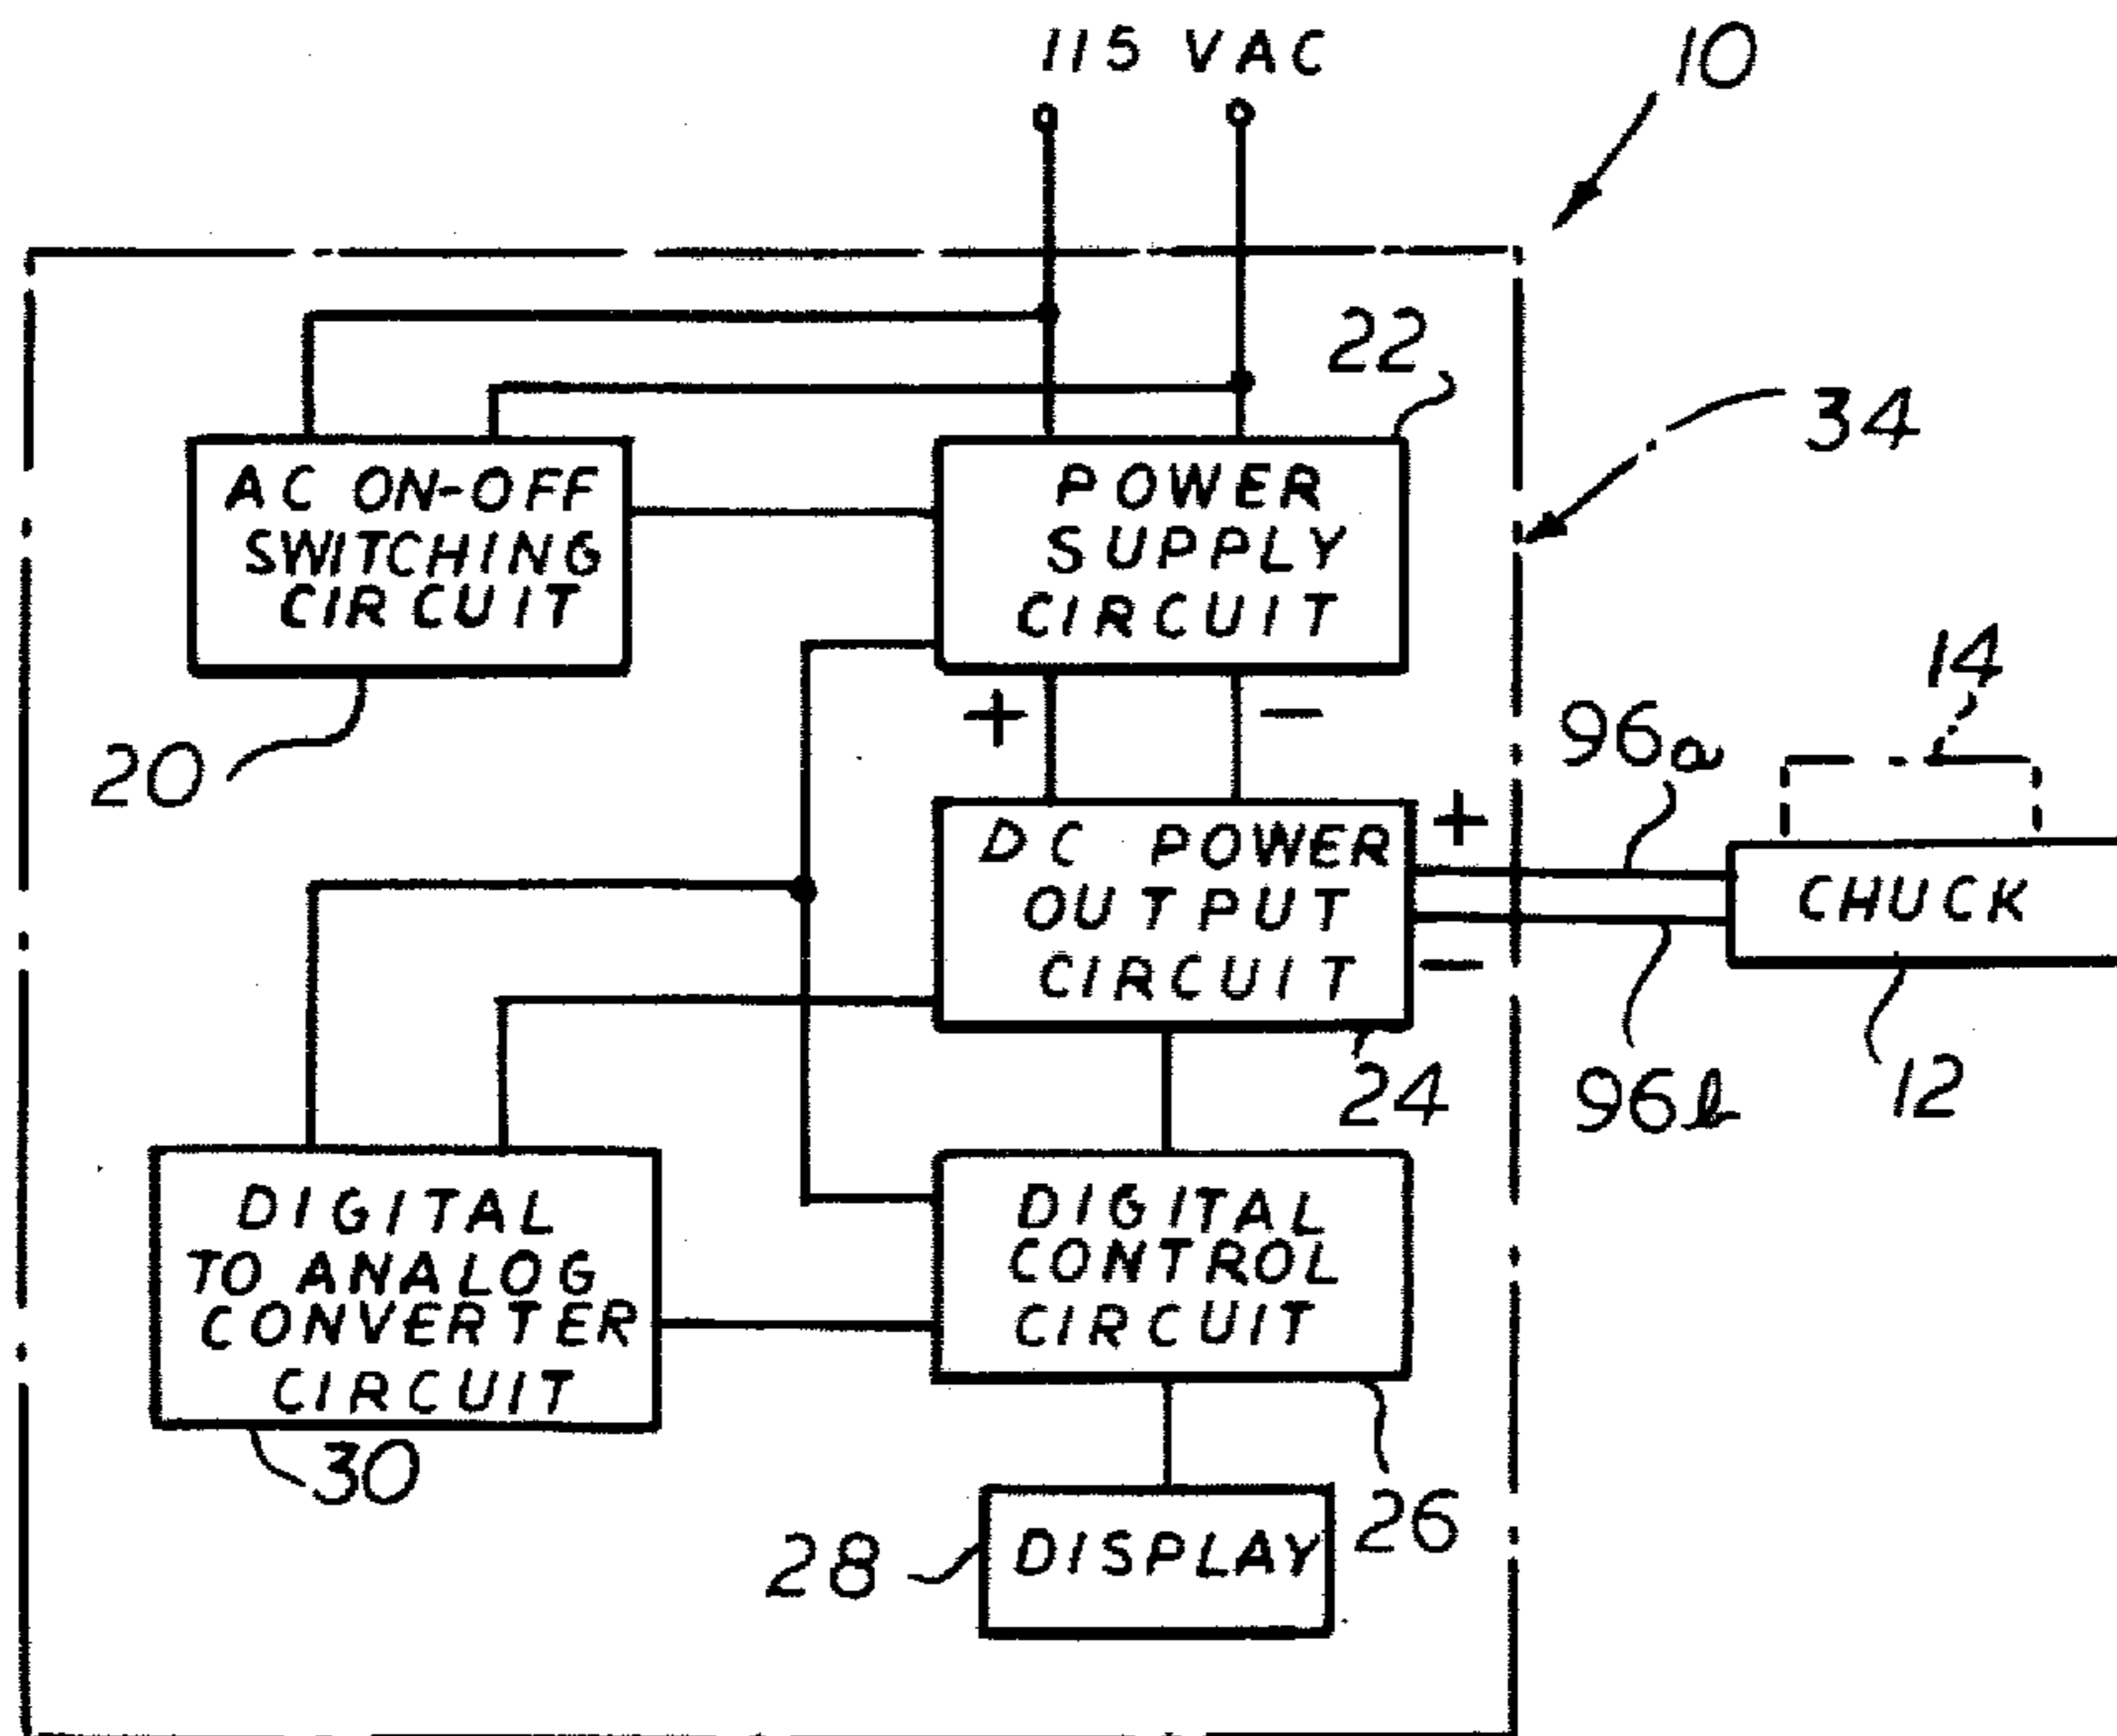 115 VAC
10
22
34
AC ON-OFF
SWITCHING
CIRCUIT
POWER
SUPPLY
CIRCUIT
14
20
+
−
96a
DC POWER
OUTPUT
CIRCUIT
+
−
CHUCK
24
96b
12
DIGITAL
TO ANALOG
CONVERTER
CIRCUIT
DIGITAL
CONTROL
CIRCUIT
30
26
28
DISPLAY